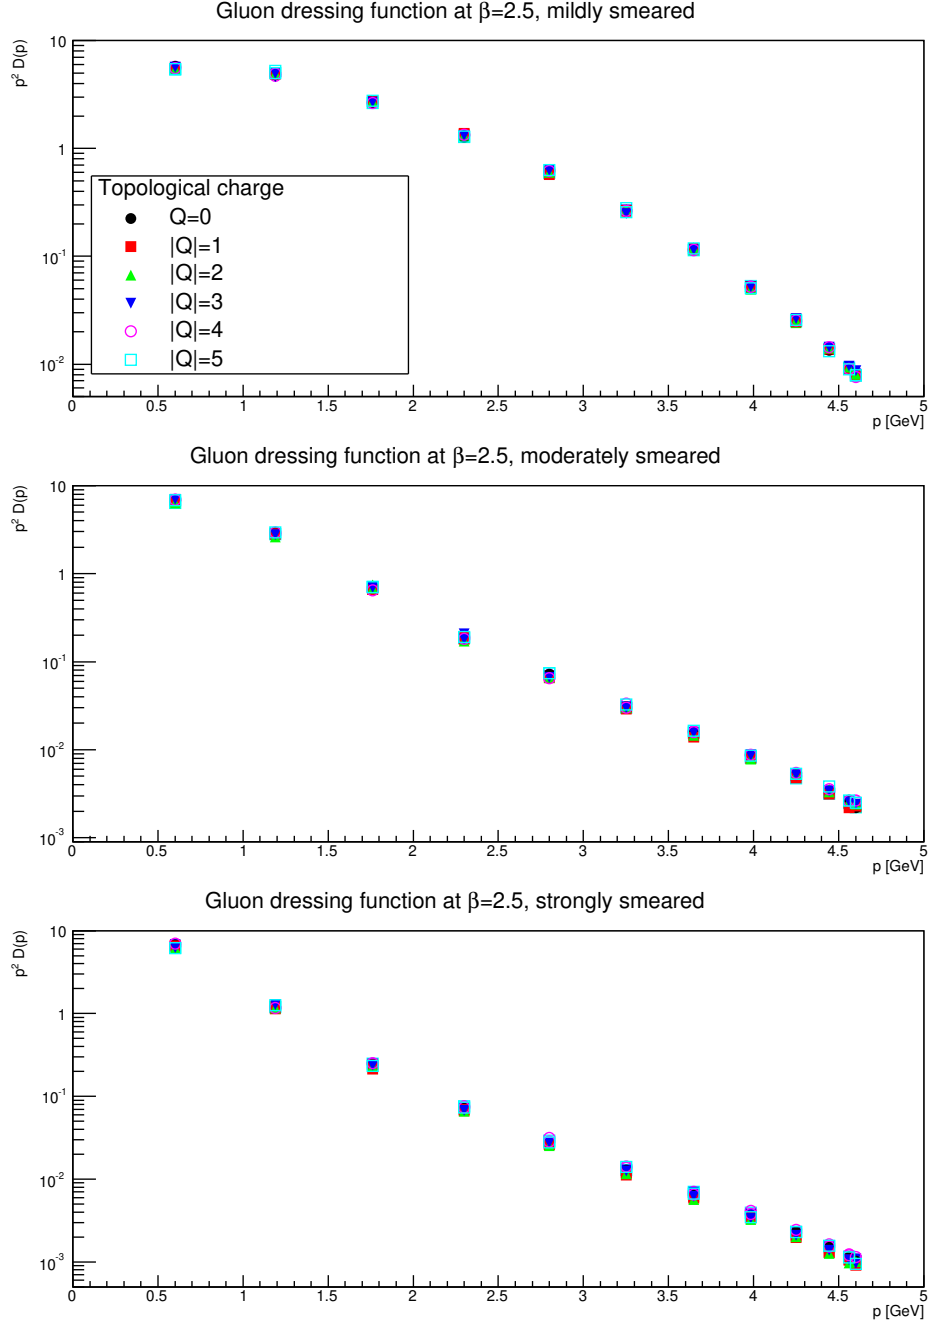 Gluon dressing function at β=2.5, mildly smeared
p² D(p)
10
1
10⁻¹
10⁻²
Topological charge
Q=0
|Q|=1
|Q|=2
|Q|=3
|Q|=4
|Q|=5
0 0.5 1 1.5 2 2.5 3 3.5 4 4.5 5
p [GeV]
Gluon dressing function at β=2.5, moderately smeared
p² D(p)
10
1
10⁻¹
10⁻²
10⁻³
0 0.5 1 1.5 2 2.5 3 3.5 4 4.5 5
p [GeV]
Gluon dressing function at β=2.5, strongly smeared
p² D(p)
10
1
10⁻¹
10⁻²
10⁻³
0 0.5 1 1.5 2 2.5 3 3.5 4 4.5 5
p [GeV]